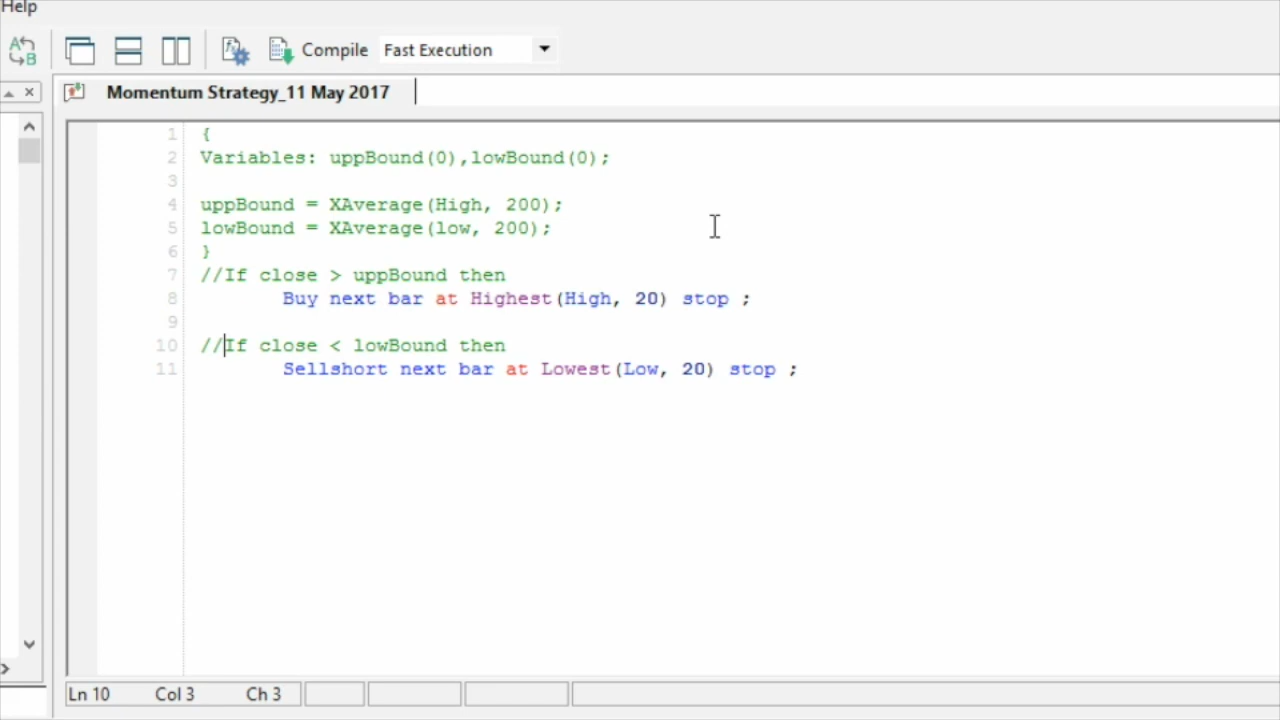 Help
A
B
Compile
Fast Execution
Momentum Strategy_11 May 2017
1 {
2 Variables: uppBound(0),lowBound(0);
3
4 uppBound = XAverage(High, 200);
5 lowBound = XAverage(low, 200);
6 }
7 //If close > uppBound then
8 Buy next bar at Highest(High, 20) stop ;
9
10 //If close < lowBound then
11 Sellshort next bar at Lowest(Low, 20) stop ;
Ln 10 Col 3 Ch 3